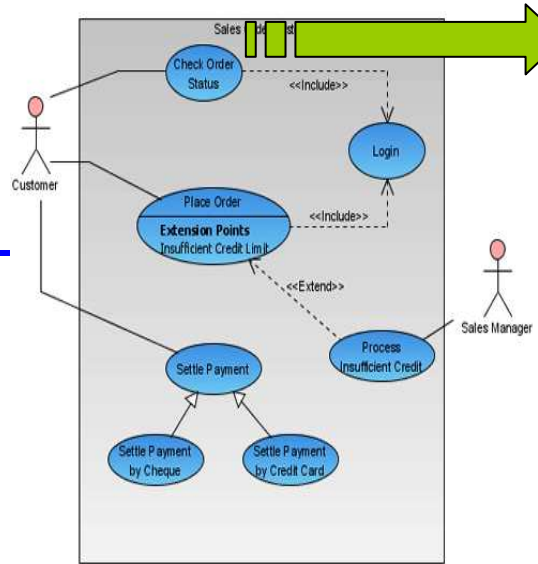 Sales
Check Order
Status
<<Include>>
Login
Customer
Place Order
Extension Points
Insufficient Credit Limit
<<Include>>
<<Extend>>
Sales Manager
Process
Insufficient Credit
Settle Payment
Settle Payment
by Cheque
Settle Payment
by Credit Card